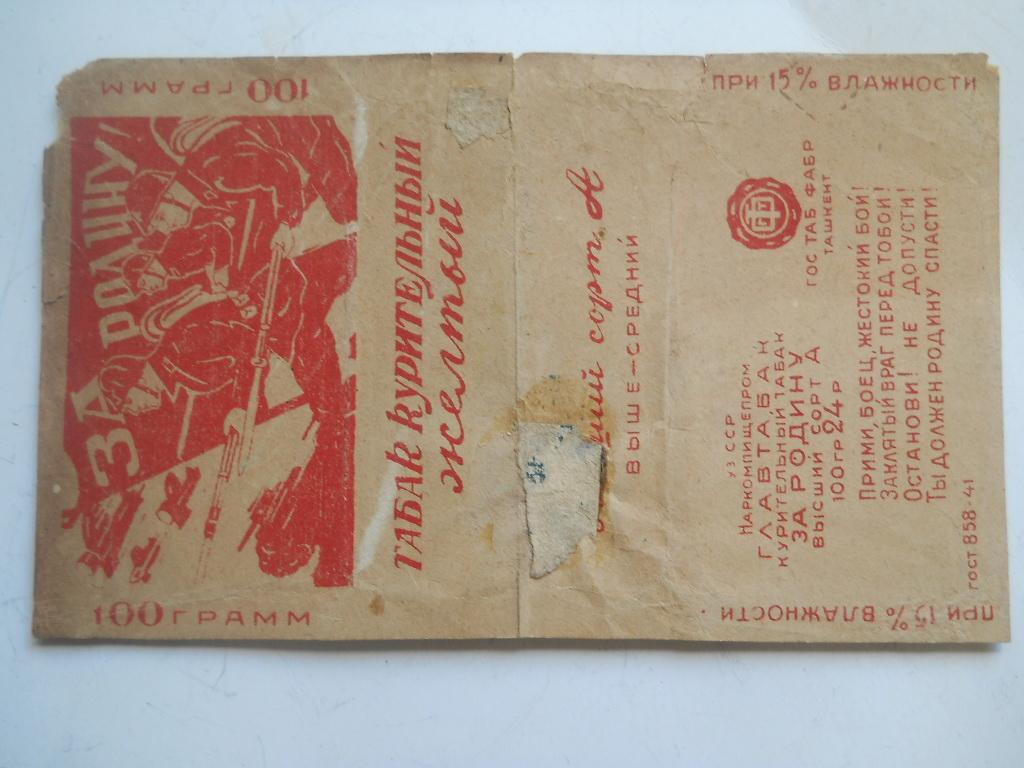 ЗА РОДИНУ
100 ГРАММ
100 ГРАММ
ТАБАК КУРИТЕЛЬНЫЙ
желтый
сорт А
ВЫШЕ-СРЕДНИЙ
ПРИ 15% ВЛАЖНОСТИ
ПРИ 15% ВЛАЖНОСТИ
ГОС ТАБ ФАБР
ТАШКЕНТ
УЗ ССР
НАРКОМПИЩЕПРОМ
ГЛАВТАБАК
КУРИТЕЛЬНЫЙ ТАБАК
ЗА РОДИНУ
ВЫСШИЙ СОРТ А
100 ГР 24 Р
ПРИМИ, БОЕЦ, ЖЕСТОКИЙ БОЙ!
ЗАКЛЯТЫЙ ВРАГ ПЕРЕД ТОБОЙ!
ОСТАНОВИ! НЕ ДОПУСТИ!
ТЫ ДОЛЖЕН РОДИНУ СПАСТИ!
ГОСТ 858-41